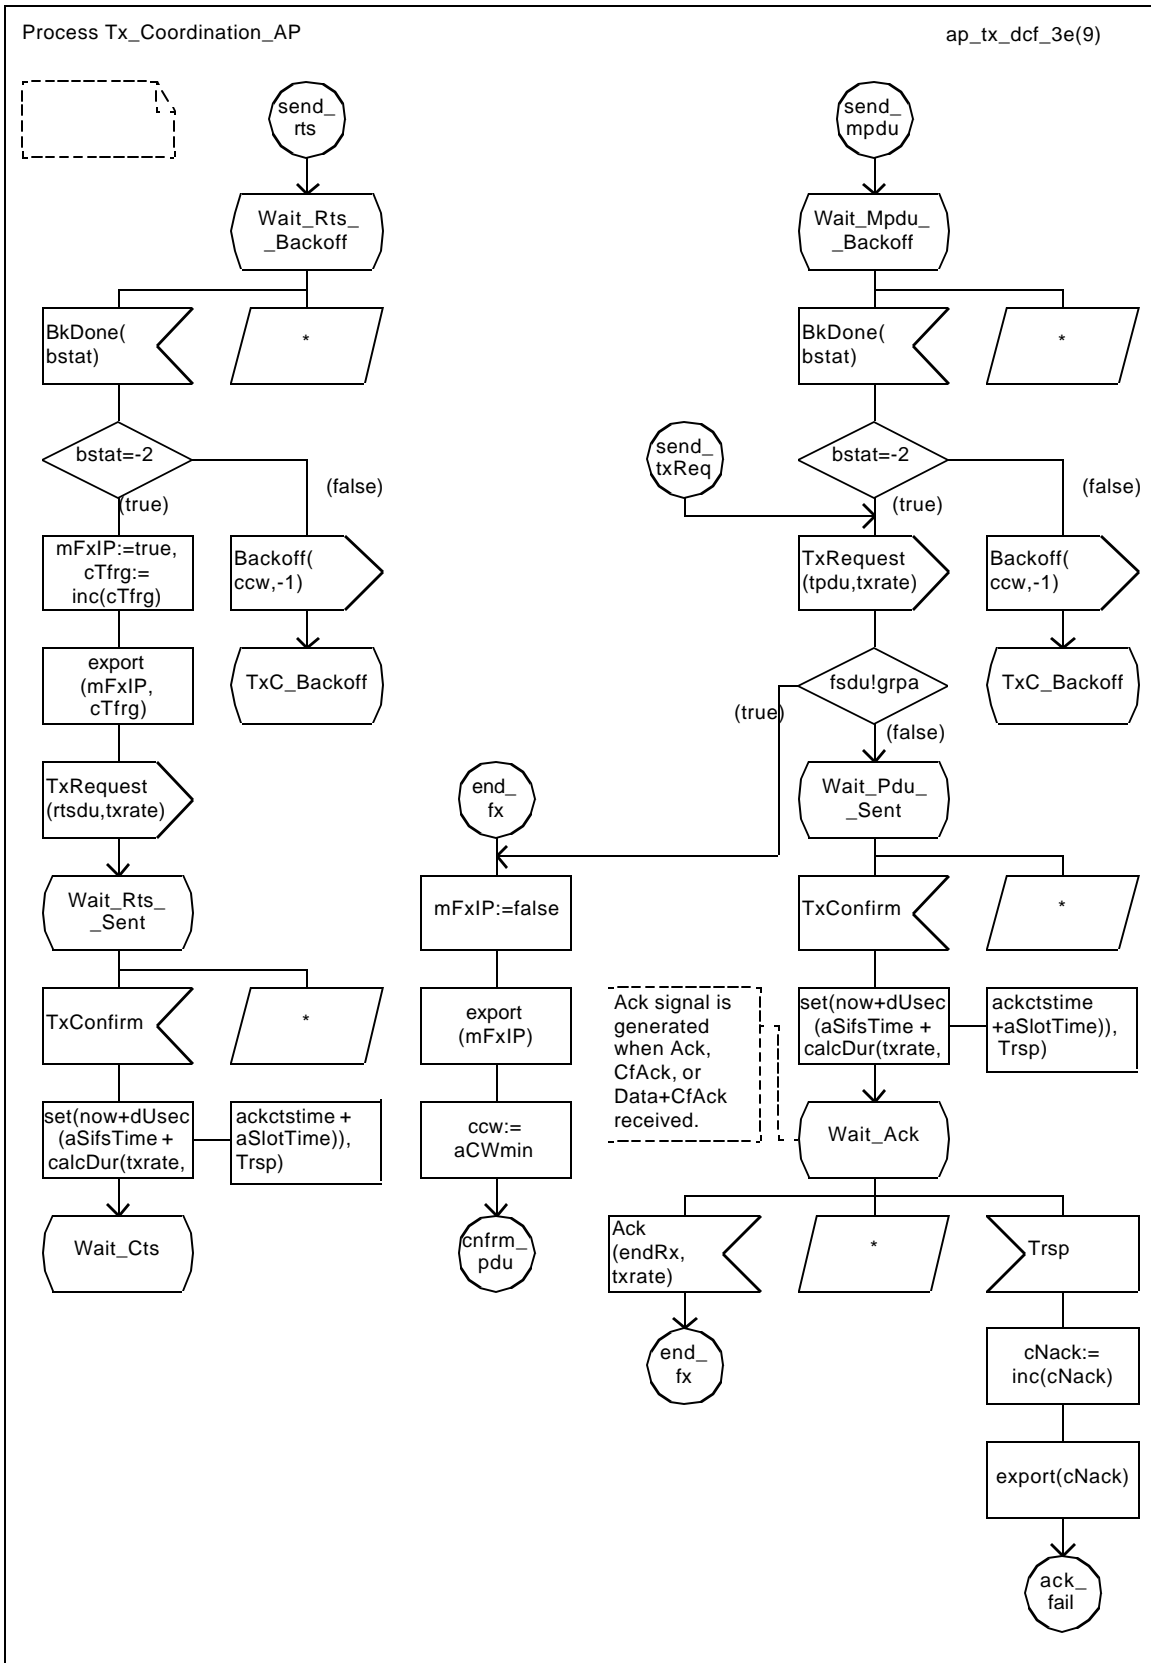 Process Tx_Coordination_AP
ap_tx_dcf_3e(9)
send_
rts
Wait_Rts_
_Backoff
BkDone(
bstat)
*
bstat=-2
(true)
(false)
mFxIP:=true,
cTfrg:=
inc(cTfrg)
Backoff(
ccw,-1)
export
(mFxIP,
cTfrg)
TxC_Backoff
TxRequest
(rtsdu,txrate)
Wait_Rts_
_Sent
TxConfirm
*
set(now+dUsec
(aSifsTime +
calcDur(txrate,
ackctstime +
aSlotTime)),
Trsp)
Wait_Cts
end_
fx
mFxIP:=false
export
(mFxIP)
ccw:=
aCWmin
cnfrm_
pdu
send_
mpdu
Wait_Mpdu_
_Backoff
BkDone(
bstat)
*
send_
txReq
bstat=-2
(true)
(false)
TxRequest
(tpdu,txrate)
Backoff(
ccw,-1)
fsdu!grpa
TxC_Backoff
(true)
(false)
Wait_Pdu_
_Sent
TxConfirm
*
Ack signal is
generated
when Ack,
CfAck, or
Data+CfAck
received.
set(now+dUsec
(aSifsTime +
calcDur(txrate,
ackctstime
+aSlotTime)),
Trsp)
Wait_Ack
Ack
(endRx,
txrate)
*
Trsp
end_
fx
cNack:=
inc(cNack)
export(cNack)
ack_
fail